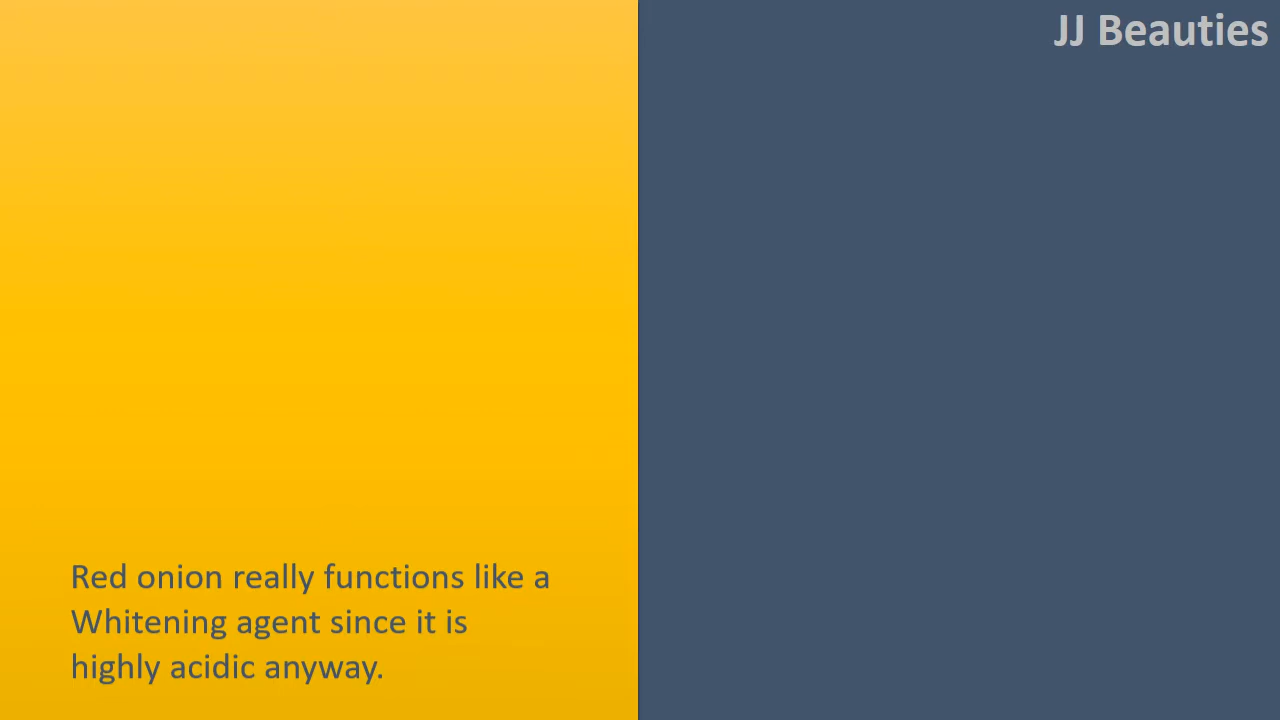 JJ Beauties
Red onion really functions like a
Whitening agent since it is
highly acidic anyway.